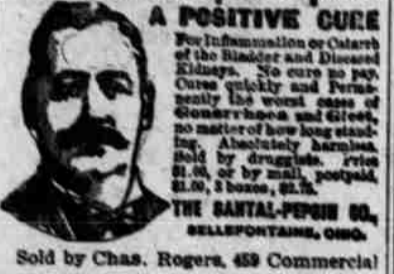 A POSITIVE CURE
For Inflammation or Catarrh
of the Bladder and Diseased
Kidneys. No cure no pay.
Cures quickly and Perma-
nently the worst cases of
Gonorrhoea and Gleet,
no matter of how long stand-
ing. Absolutely harmless.
Sold by druggists. Price
$1.00, or by mail, postpaid,
$1.00, 3 boxes, $2.75.
THE SANTAL-PEPSIN CO.,
BELLEFONTAINE, OHIO.
Sold by Chas. Rogers, 459 Commercial